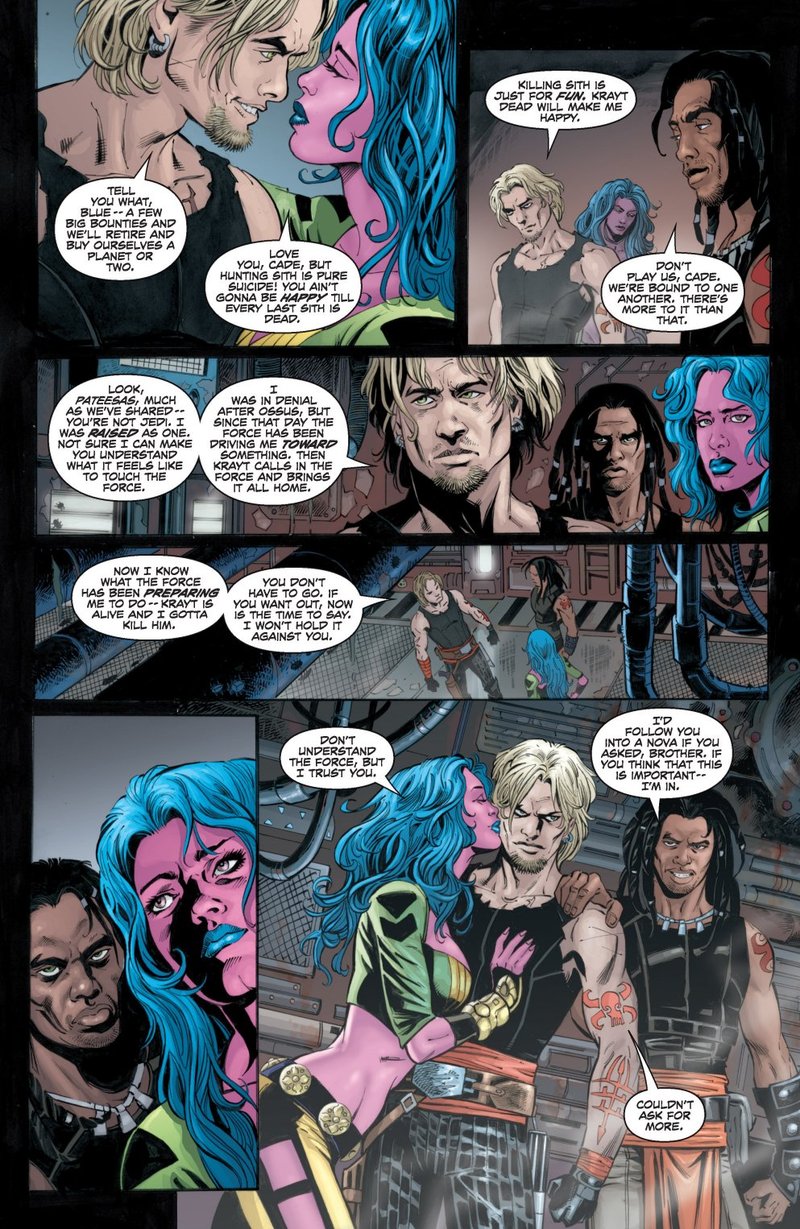 TELL
YOU WHAT,
BLUE-- A FEW
BIG BOUNTIES AND
WE'LL RETIRE AND
BUY OURSELVES A
PLANET OR
TWO.
LOVE
YOU, CADE, BUT
HUNTING SITH IS PURE
SUICIDE! YOU AIN'T
GONNA BE HAPPY TILL
EVERY LAST SITH IS
DEAD.
KILLING SITH IS
JUST FOR FUN. KRAYT
DEAD WILL MAKE ME
HAPPY.
DON'T
PLAY US, CADE.
WE'RE BOUND TO ONE
ANOTHER. THERE'S
MORE TO IT THAN
THAT.
LOOK,
PATEESAS, MUCH
AS WE'VE SHARED--
YOU'RE NOT JEDI. I
WAS RAISED AS ONE.
NOT SURE I CAN MAKE
YOU UNDERSTAND
WHAT IT FEELS LIKE
TO TOUCH THE
FORCE.
I
WAS IN DENIAL
AFTER OSSUS, BUT
SINCE THAT DAY THE
FORCE HAS BEEN
DRIVING ME TOWARD
SOMETHING. THEN
KRAYT CALLS IN THE
FORCE AND BRINGS
IT ALL HOME.
NOW I KNOW
WHAT THE FORCE
HAS BEEN PREPARING
ME TO DO -- KRAYT IS
ALIVE AND I GOTTA
KILL HIM.
YOU DON'T
HAVE TO GO. IF
YOU WANT OUT, NOW
IS THE TIME TO SAY.
I WON'T HOLD IT
AGAINST YOU.
DON'T
UNDERSTAND
THE FORCE, BUT
I TRUST YOU.
I'D
FOLLOW YOU
INTO A NOVA IF YOU
ASKED, BROTHER. IF
YOU THINK THAT THIS
IS IMPORTANT--
I'M IN.
COULDN'T
ASK FOR
MORE.